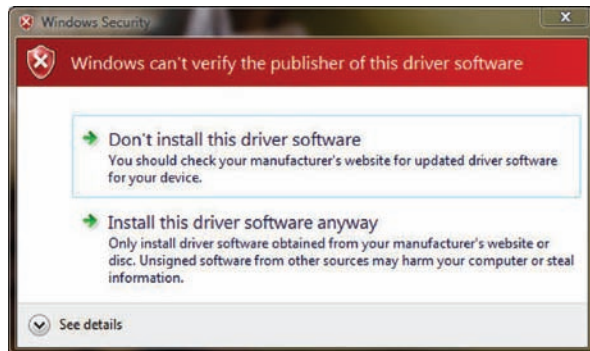 Windows Security
X
Windows can't verify the publisher of this driver software
Don't install this driver software
You should check your manufacturer's website for updated driver software
for your device.
Install this driver software anyway
Only install driver software obtained from your manufacturer's website or
disc. Unsigned software from other sources may harm your computer or steal
information.
See details